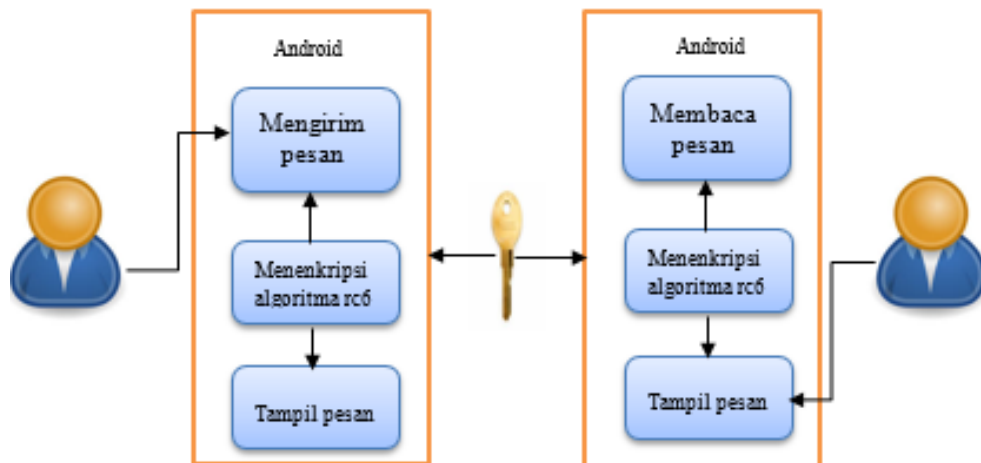 Android
Mengirim
pesan
Menenkripsi
algoritma rc6
Tampil pesan
Android
Membaca
pesan
Menenkripsi
algoritma rc6
Tampil pesan